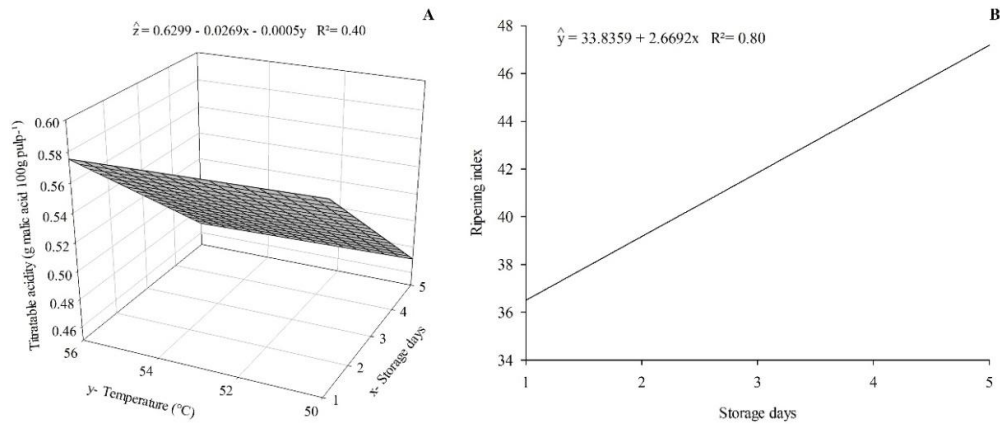 A
ẑ = 0.6299 - 0.0269x - 0.0005y R²= 0.40
Titratable acidity (g malic acid 100g pulp-¹)
0.60
0.58
0.56
0.54
0.52
0.50
0.48
0.46
56
54
52
50
y- Temperature (°C)
1
2
3
4
5
x- Storage days
B
ŷ = 33.8359 + 2.6692x R²= 0.80
Ripening index
48
46
44
42
40
38
36
34
1 2 3 4 5
Storage days